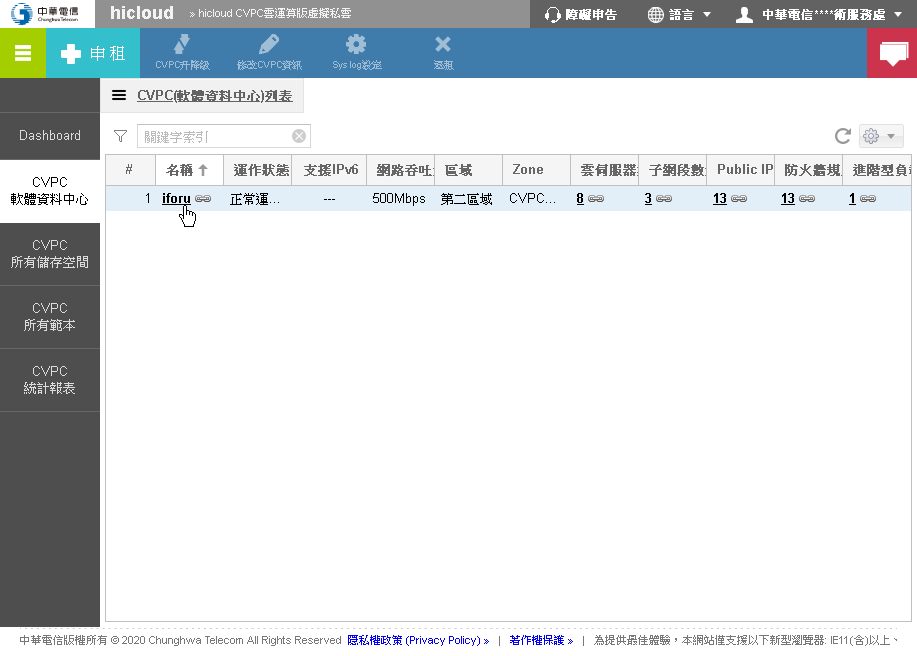 中華電信
Chunghwa Telecom
hicloud
» hicloud CVPC雲運算版虛擬私雲
障礙申告
語言
中華電信****術服務處
申租
CVPC升降級
修改CVPC資訊
Syslog設定
退租
CVPC(軟體資料中心)列表
關鍵字索引
Dashboard
CVPC
軟體資料中心
CVPC
所有儲存空間
CVPC
所有範本
CVPC
統計報表
# 名稱 運作狀態 支援IPv6 網路吞吐 區域 Zone 雲伺服器 子網段數 Public IP 防火牆規 進階型負
1 iforu 正常運... --- 500Mbps 第二區域 CVPC... 8 3 13 13 1
中華電信版權所有 © 2020 Chunghwa Telecom All Rights Reserved 隱私權政策 (Privacy Policy) » | 著作權保護 » | 為提供最佳體驗，本網站僅支援以下新型瀏覽器: IE11(含)以上、